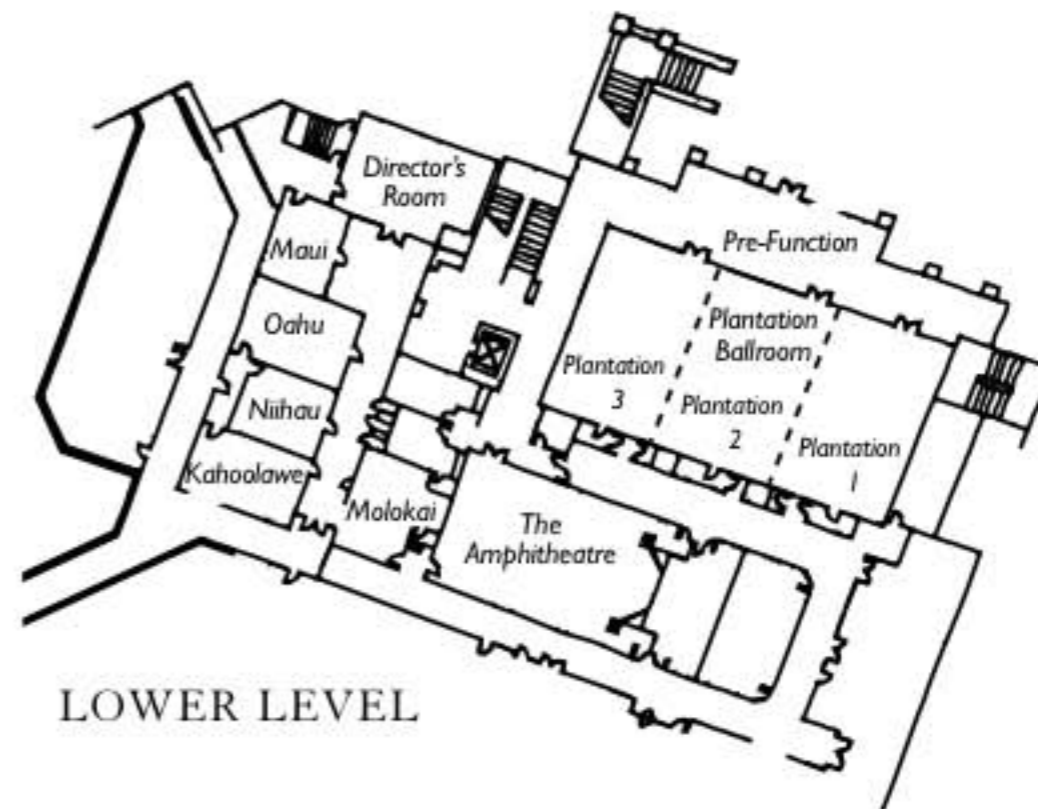 Director's
Room
Maui
Pre-Function
Oahu
Plantation
Ballroom
Plantation
3
Niihau
Plantation
2
Plantation
1
Kahoolawe
Molokai
The
Amphitheatre
LOWER LEVEL